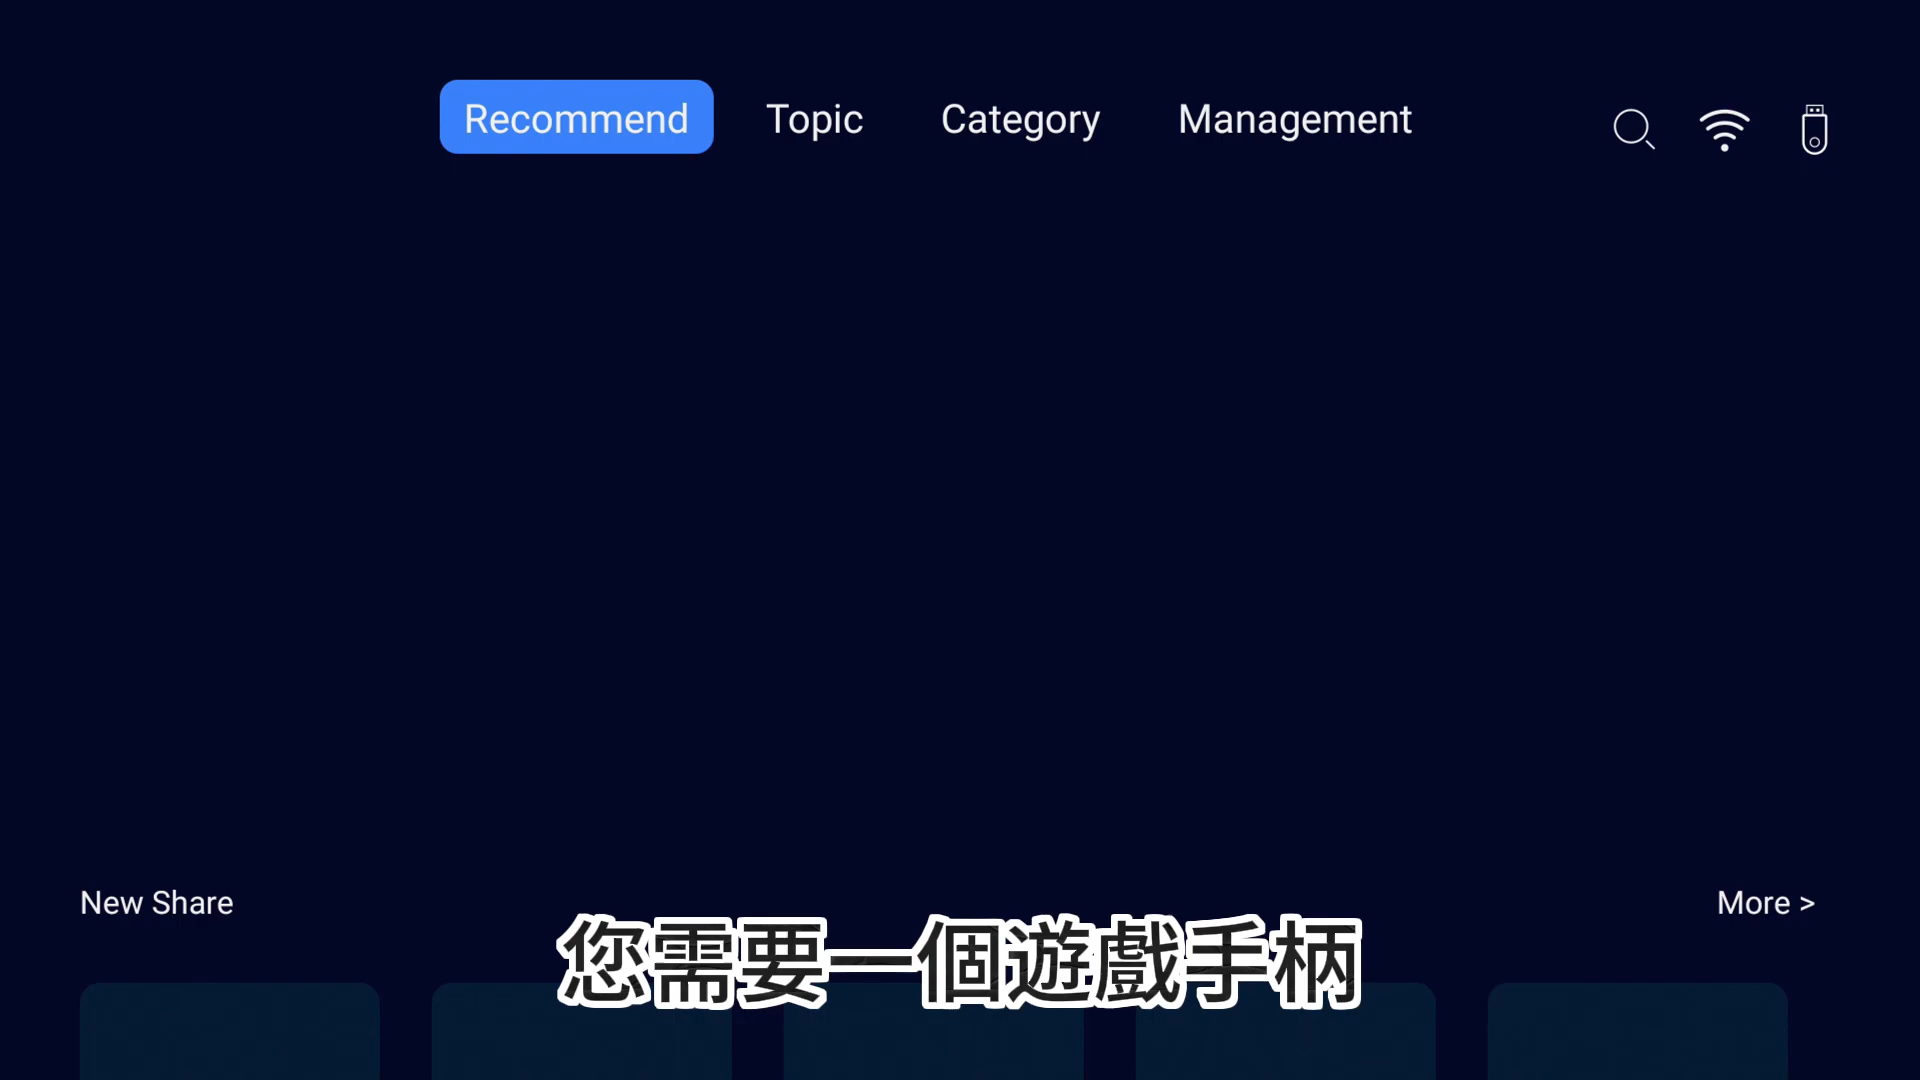 Recommend
Topic
Category
Management
New Share
More >
您需要一個遊戲手柄